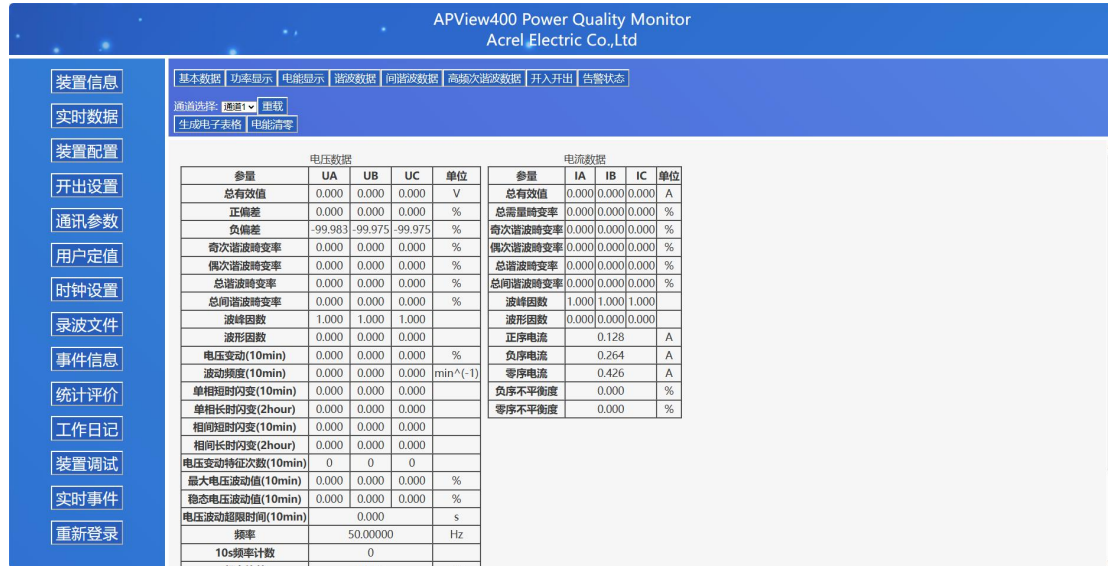 APView400 Power Quality Monitor
Acrel Electric Co.,Ltd
装置信息
实时数据
装置配置
开出设置
通讯参数
用户定值
时钟设置
录波文件
事件信息
统计评价
工作日记
装置调试
实时事件
重新登录
基本数据 功率显示 电能显示 谐波数据 间谐波数据 高频次谐波数据 开入开出 告警状态
通道选择: 通道1 重载
生成电子表格 电能清零
电压数据
参量 UA UB UC 单位
总有效值 0.000 0.000 0.000 V
正偏差 0.000 0.000 0.000 %
负偏差 -99.983 -99.975 -99.975 %
奇次谐波畸变率 0.000 0.000 0.000 %
偶次谐波畸变率 0.000 0.000 0.000 %
总谐波畸变率 0.000 0.000 0.000 %
总间谐波畸变率 0.000 0.000 0.000 %
波峰因数 1.000 1.000 1.000
波形因数 0.000 0.000 0.000
电压变动(10min) 0.000 0.000 0.000 %
波动频度(10min) 0.000 0.000 0.000 min^(-1)
单相短时闪变(10min) 0.000 0.000 0.000
单相长时闪变(2hour) 0.000 0.000 0.000
相间短时闪变(10min) 0.000 0.000 0.000
相间长时闪变(2hour) 0.000 0.000 0.000
电压变动特征次数(10min) 0 0 0
最大电压波动值(10min) 0.000 0.000 0.000 %
稳态电压波动值(10min) 0.000 0.000 0.000 %
电压波动超限时间(10min) 0.000 s
频率 50.00000 Hz
10s频率计数 0
电流数据
参量 IA IB IC 单位
总有效值 0.000 0.000 0.000 A
总需量畸变率 0.000 0.000 0.000 %
奇次谐波畸变率 0.000 0.000 0.000 %
偶次谐波畸变率 0.000 0.000 0.000 %
总谐波畸变率 0.000 0.000 0.000 %
总间谐波畸变率 0.000 0.000 0.000 %
波峰因数 1.000 1.000 1.000
波形因数 0.000 0.000 0.000
正序电流 0.128 A
负序电流 0.264 A
零序电流 0.426 A
负序不平衡度 0.000 %
零序不平衡度 0.000 %